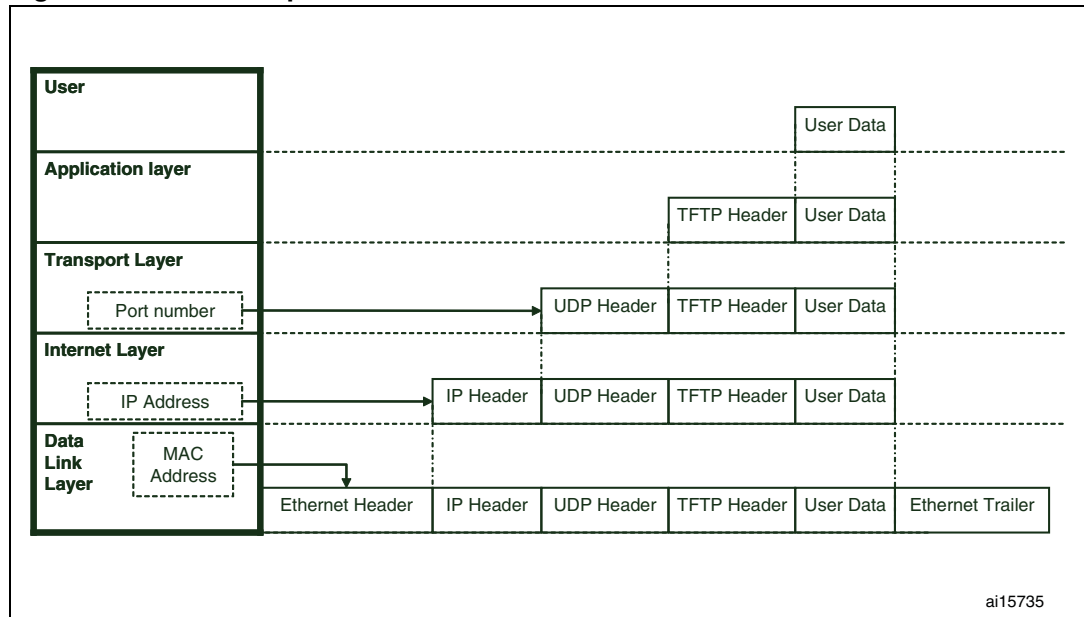 User
User Data
Application layer
TFTP Header User Data
Transport Layer
Port number
UDP Header TFTP Header User Data
Internet Layer
IP Address
IP Header UDP Header TFTP Header User Data
Data
Link
Layer
MAC
Address
Ethernet Header IP Header UDP Header TFTP Header User Data Ethernet Trailer
ai15735